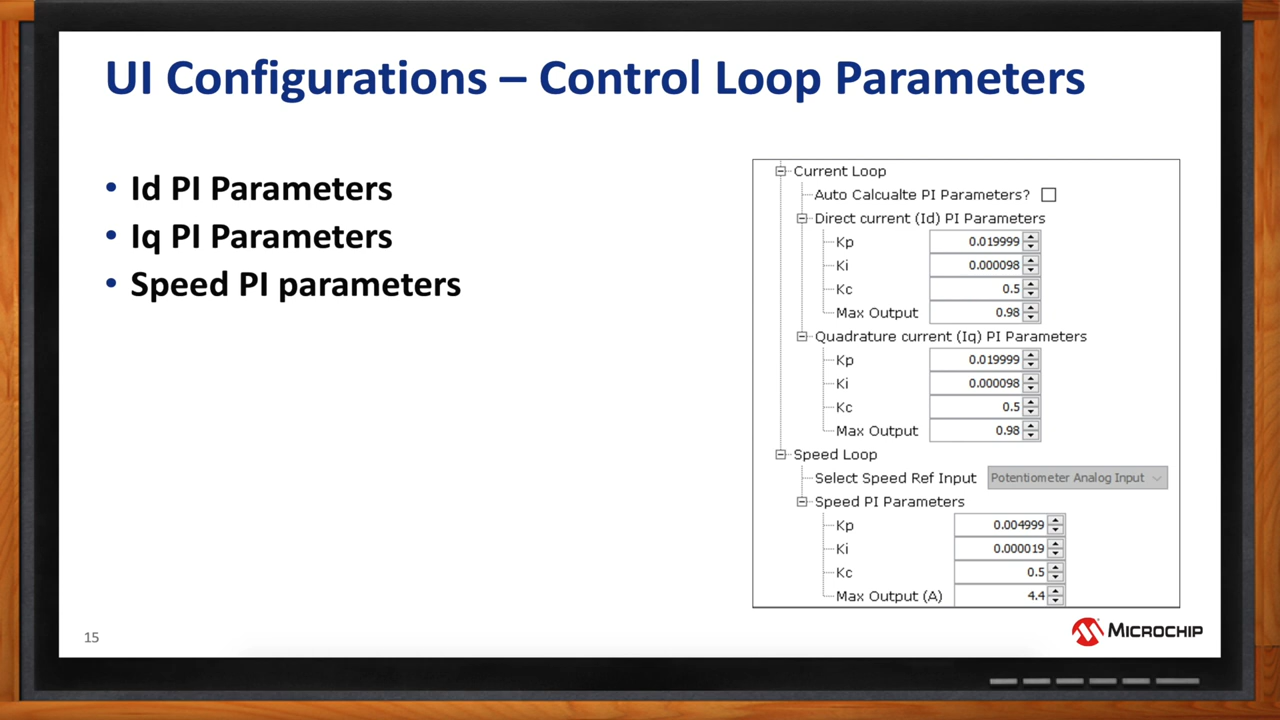 UI Configurations – Control Loop Parameters
• Id PI Parameters
• Iq PI Parameters
• Speed PI parameters
Current Loop
Auto Calcualte PI Parameters?
Direct current (Id) PI Parameters
Kp 0.019999
Ki 0.000098
Kc 0.5
Max Output 0.98
Quadrature current (Iq) PI Parameters
Kp 0.019999
Ki 0.000098
Kc 0.5
Max Output 0.98
Speed Loop
Select Speed Ref Input Potentiometer Analog Input
Speed PI Parameters
Kp 0.004999
Ki 0.000019
Kc 0.5
Max Output (A) 4.4
15
MICROCHIP